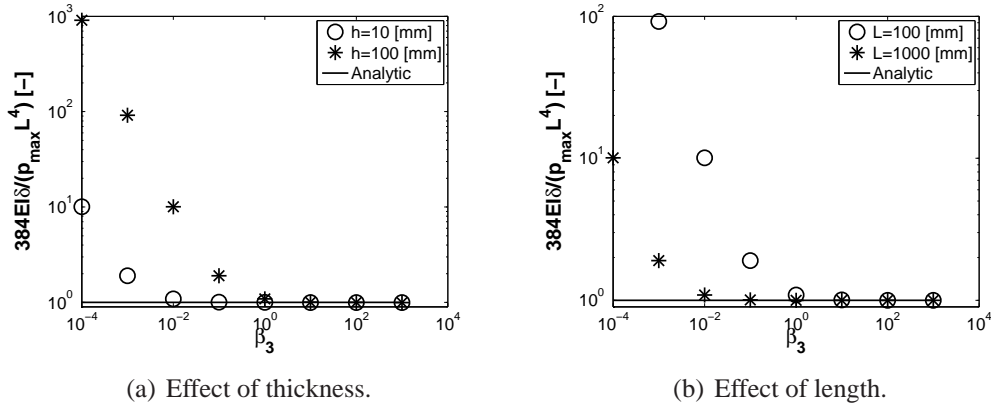 10³
10²
10¹
10⁰
384EIδ/(p_max L⁴) [−]
h=10 [mm]
h=100 [mm]
Analytic
10⁻⁴ 10⁻² 10⁰ 10² 10⁴
β₃
(a) Effect of thickness.
10²
10¹
10⁰
384EIδ/(p_max L⁴) [−]
L=100 [mm]
L=1000 [mm]
Analytic
10⁻⁴ 10⁻² 10⁰ 10² 10⁴
β₃
(b) Effect of length.